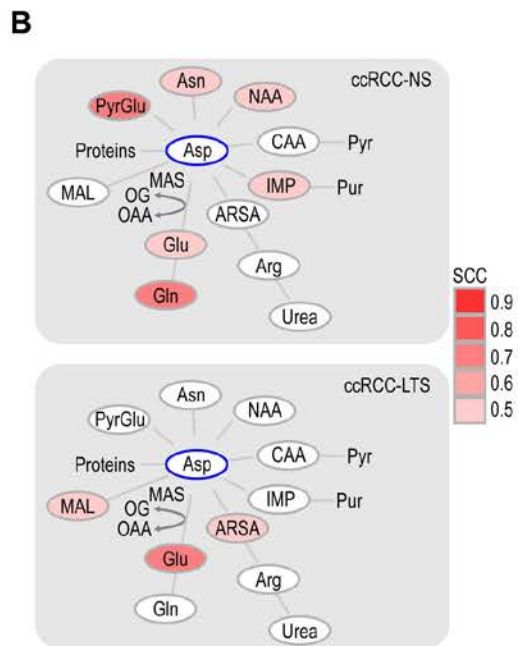 B
ccRCC-NS
Asn
PyrGlu
NAA
Proteins
Asp
CAA
Pyr
MAL
MAS
IMP
Pur
OG
OAA
ARSA
Glu
Arg
Gln
Urea
SCC
0.9
0.8
0.7
0.6
0.5
ccRCC-LTS
Asn
PyrGlu
NAA
Proteins
Asp
CAA
Pyr
MAL
MAS
IMP
Pur
OG
OAA
ARSA
Glu
Arg
Gln
Urea